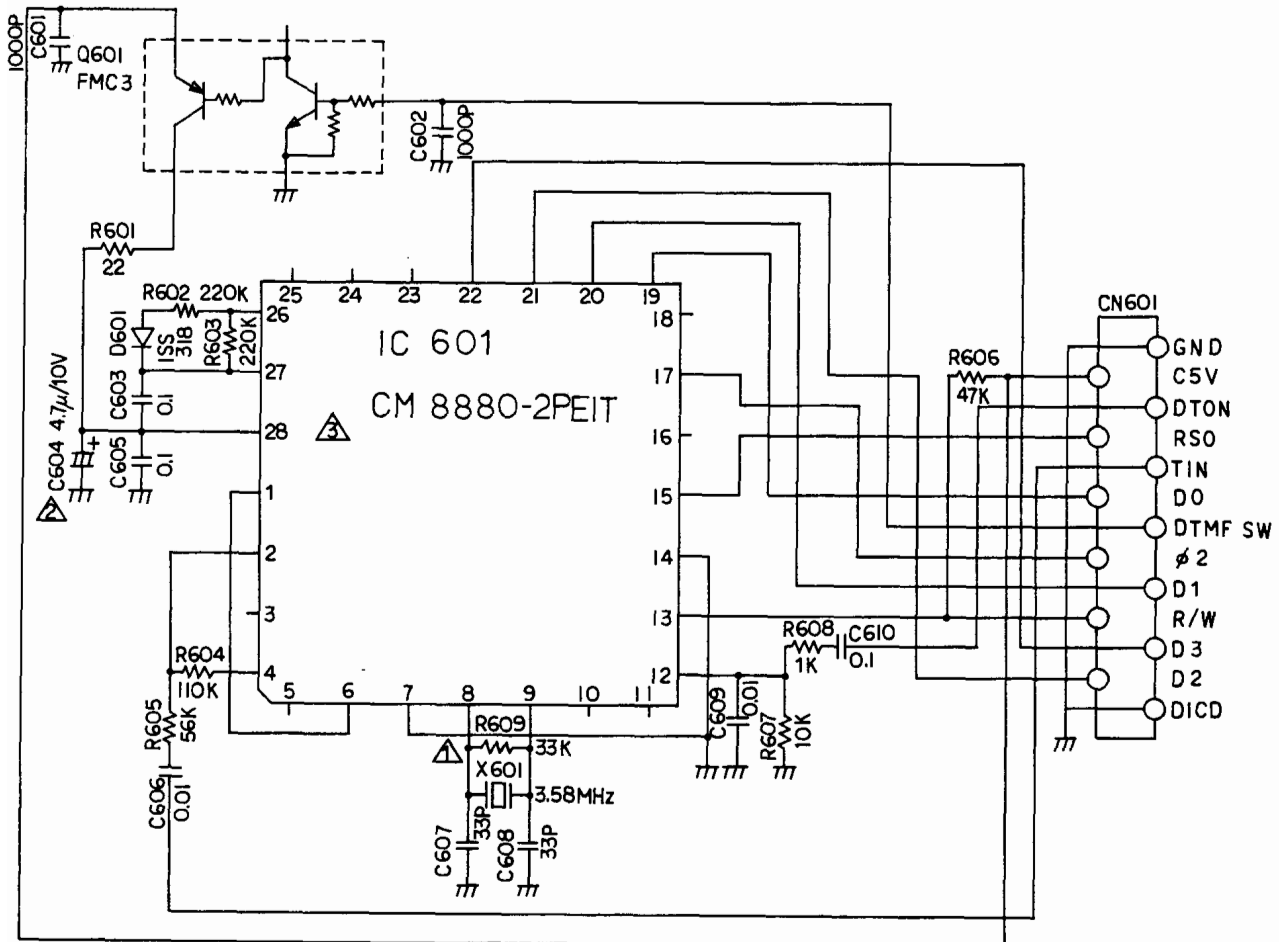 1000P
C601
Q601
FMC3
C602
1000P
R601
22
R602 220K
D601
ISS
318
R603
220K
C603
0.1
C604 4.7μ/10V
+
C605
0.1
2
25 24 23 22 21 20 19
26
27
28
1
2
3
4
IC 601
CM 8880-2PEIT
3
18
17
16
15
14
13
12
5 6 7 8 9 10 11
R604
110K
R605
56K
C606
0.01
1
R609
33K
X601
3.58MHz
C607
33P
C608
33P
C609
0.01
R607
10K
R608
1K
C610
0.1
R606
47K
CN601
GND
C5V
DTON
RSO
TIN
DO
DTMF SW
φ2
D1
R/W
D3
D2
DICD